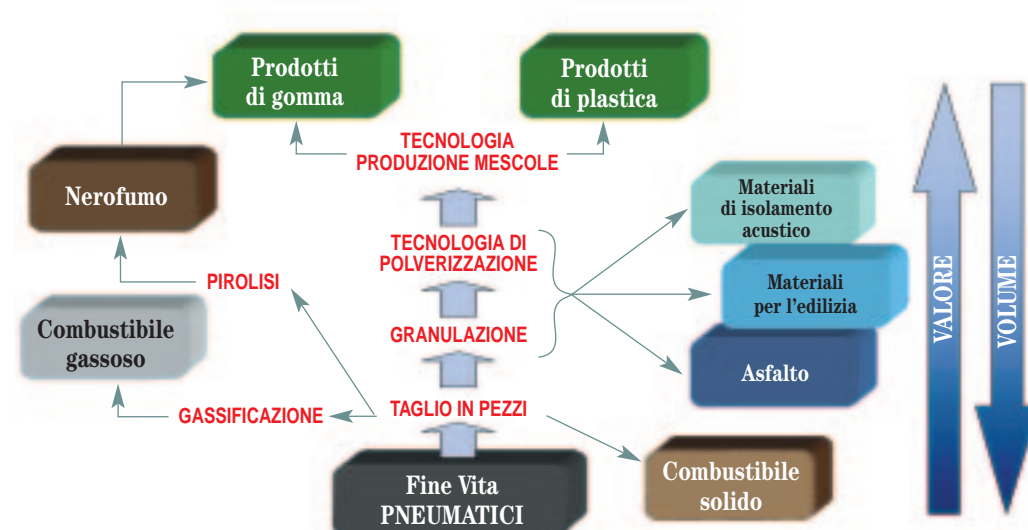 Prodotti
di gomma
Prodotti
di plastica
TECNOLOGIA
PRODUZIONE MESCOLE
Nerofumo
Materiali
di isolamento
acustico
TECNOLOGIA DI
POLVERIZZAZIONE
PIROLISI
Materiali
per l'edilizia
Combustibile
gassoso
GRANULAZIONE
Asfalto
GASSIFICAZIONE
TAGLIO IN PEZZI
Combustibile
solido
Fine Vita
PNEUMATICI
VALORE
VOLUME